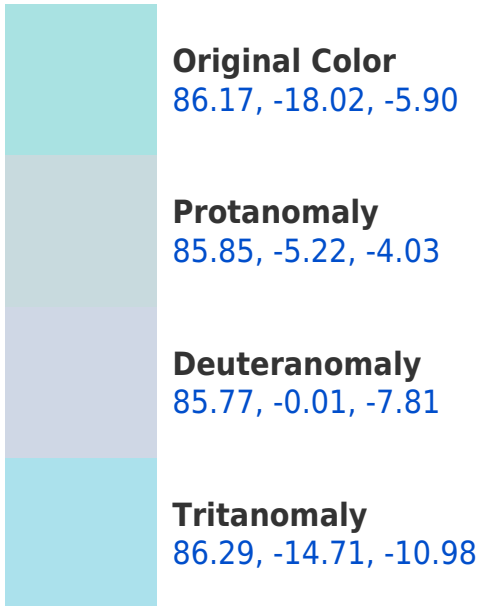 Original Color
86.17, -18.02, -5.90
Protanomaly
85.85, -5.22, -4.03
Deuteranomaly
85.77, -0.01, -7.81
Tritanomaly
86.29, -14.71, -10.98